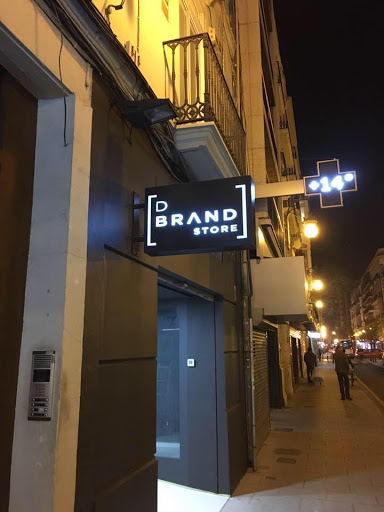 D
BRAND
STORE
+14°